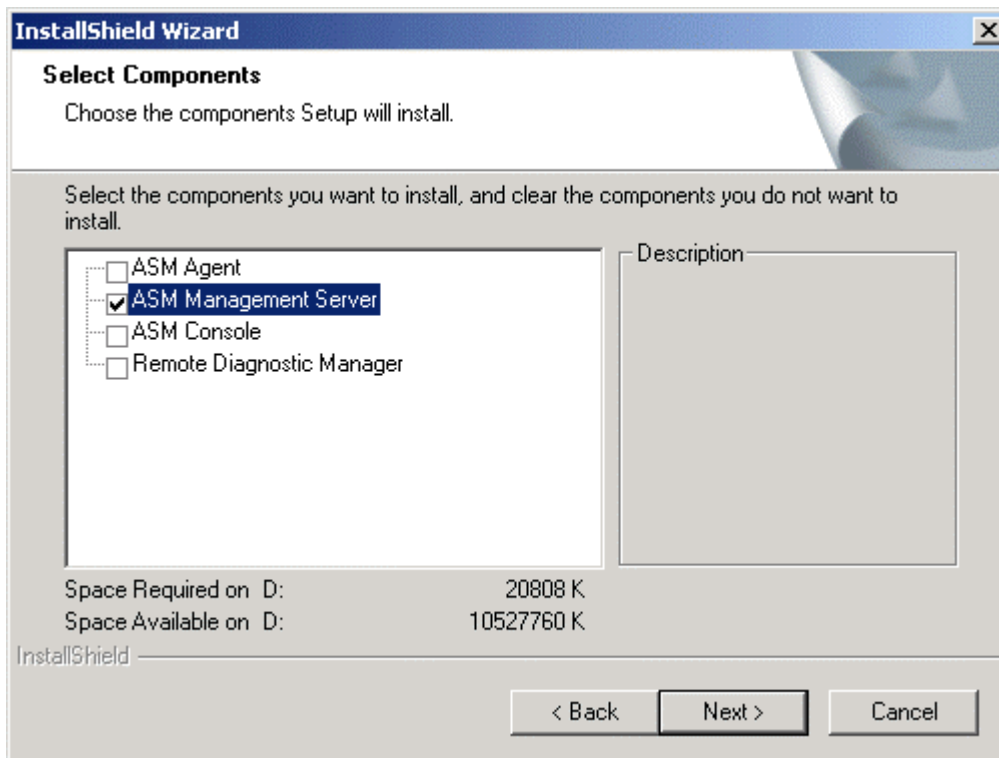 InstallShield Wizard
Select Components
Choose the components Setup will install.
Select the components you want to install, and clear the components you do not want to
install.
ASM Agent
ASM Management Server
ASM Console
Remote Diagnostic Manager
Description
Space Required on D: 20808 K
Space Available on D: 10527760 K
InstallShield
< Back Next > Cancel